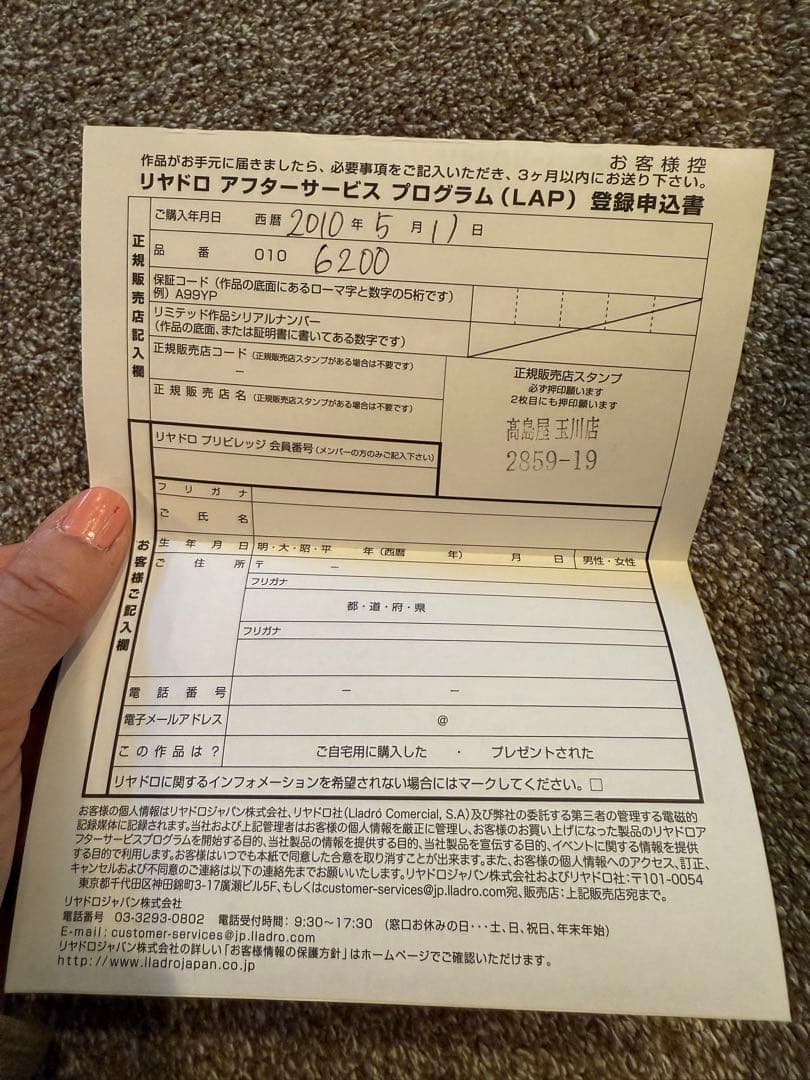 お客様控
作品がお手元に届きましたら、必要事項をご記入いただき、3ヶ月以内にお送り下さい。
リヤドロ アフターサービス プログラム(LAP) 登録申込書
正規販売店記入欄
ご購入年月日 西暦 2010 年 5 月 11 日
品番 010 6200
保証コード (作品の底面にあるローマ字と数字の5桁です)
例) A99YP
リミテッド作品シリアルナンバー
(作品の底面、または証明書に書いてある数字です)
正規販売店コード (正規販売店スタンプがある場合は不要です)
－
正規販売店名 (正規販売店スタンプがある場合は不要です)
正規販売店スタンプ
必ず押印願います
2枚目にも押印願います
髙島屋 玉川店
2859-19
リヤドロ プリビレッジ 会員番号 (メンバーの方のみご記入下さい)
お客様ご記入欄
フリガナ
ご氏名
生年月日 明・大・昭・平 年 (西暦 年) 月 日 男性・女性
ご住所 〒 －
フリガナ
都・道・府・県
フリガナ
電話番号 － －
電子メールアドレス @
この作品は? ご自宅用に購入した ・ プレゼントされた
リヤドロに関するインフォメーションを希望されない場合にはマークしてください。□
お客様の個人情報はリヤドロジャパン株式会社、リヤドロ社(Lladró Comercial, S.A)及び弊社の委託する第三者の管理する電磁的
記録媒体に記録されます。当社および上記管理者はお客様の個人情報を厳正に管理し、お客様のお買い上げになった製品のリヤドロア
フターサービスプログラムを開始する目的、当社製品の情報を提供する目的、当社製品を宣伝する目的、イベントに関する情報を提供
する目的で利用します。お客様はいつでも本紙で同意した合意を取り消すことが出来ます。また、お客様の個人情報へのアクセス、訂正、
キャンセルおよび不同意のご連絡は以下の連絡先までお願いいたします。リヤドロジャパン株式会社およびリヤドロ社:〒101-0054
東京都千代田区神田錦町3-17廣瀬ビル5F、もしくはcustomer-services@jp.lladro.com宛、販売店:上記販売店宛まで。
リヤドロジャパン株式会社
電話番号 03-3293-0802 電話受付時間: 9:30〜17:30 (窓口お休みの日・・・土、日、祝日、年末年始)
E-mail: customer-services@jp.lladro.com
リヤドロジャパン株式会社の詳しい「お客様情報の保護方針」はホームページでご確認いただけます。
http://www.lladrojapan.co.jp